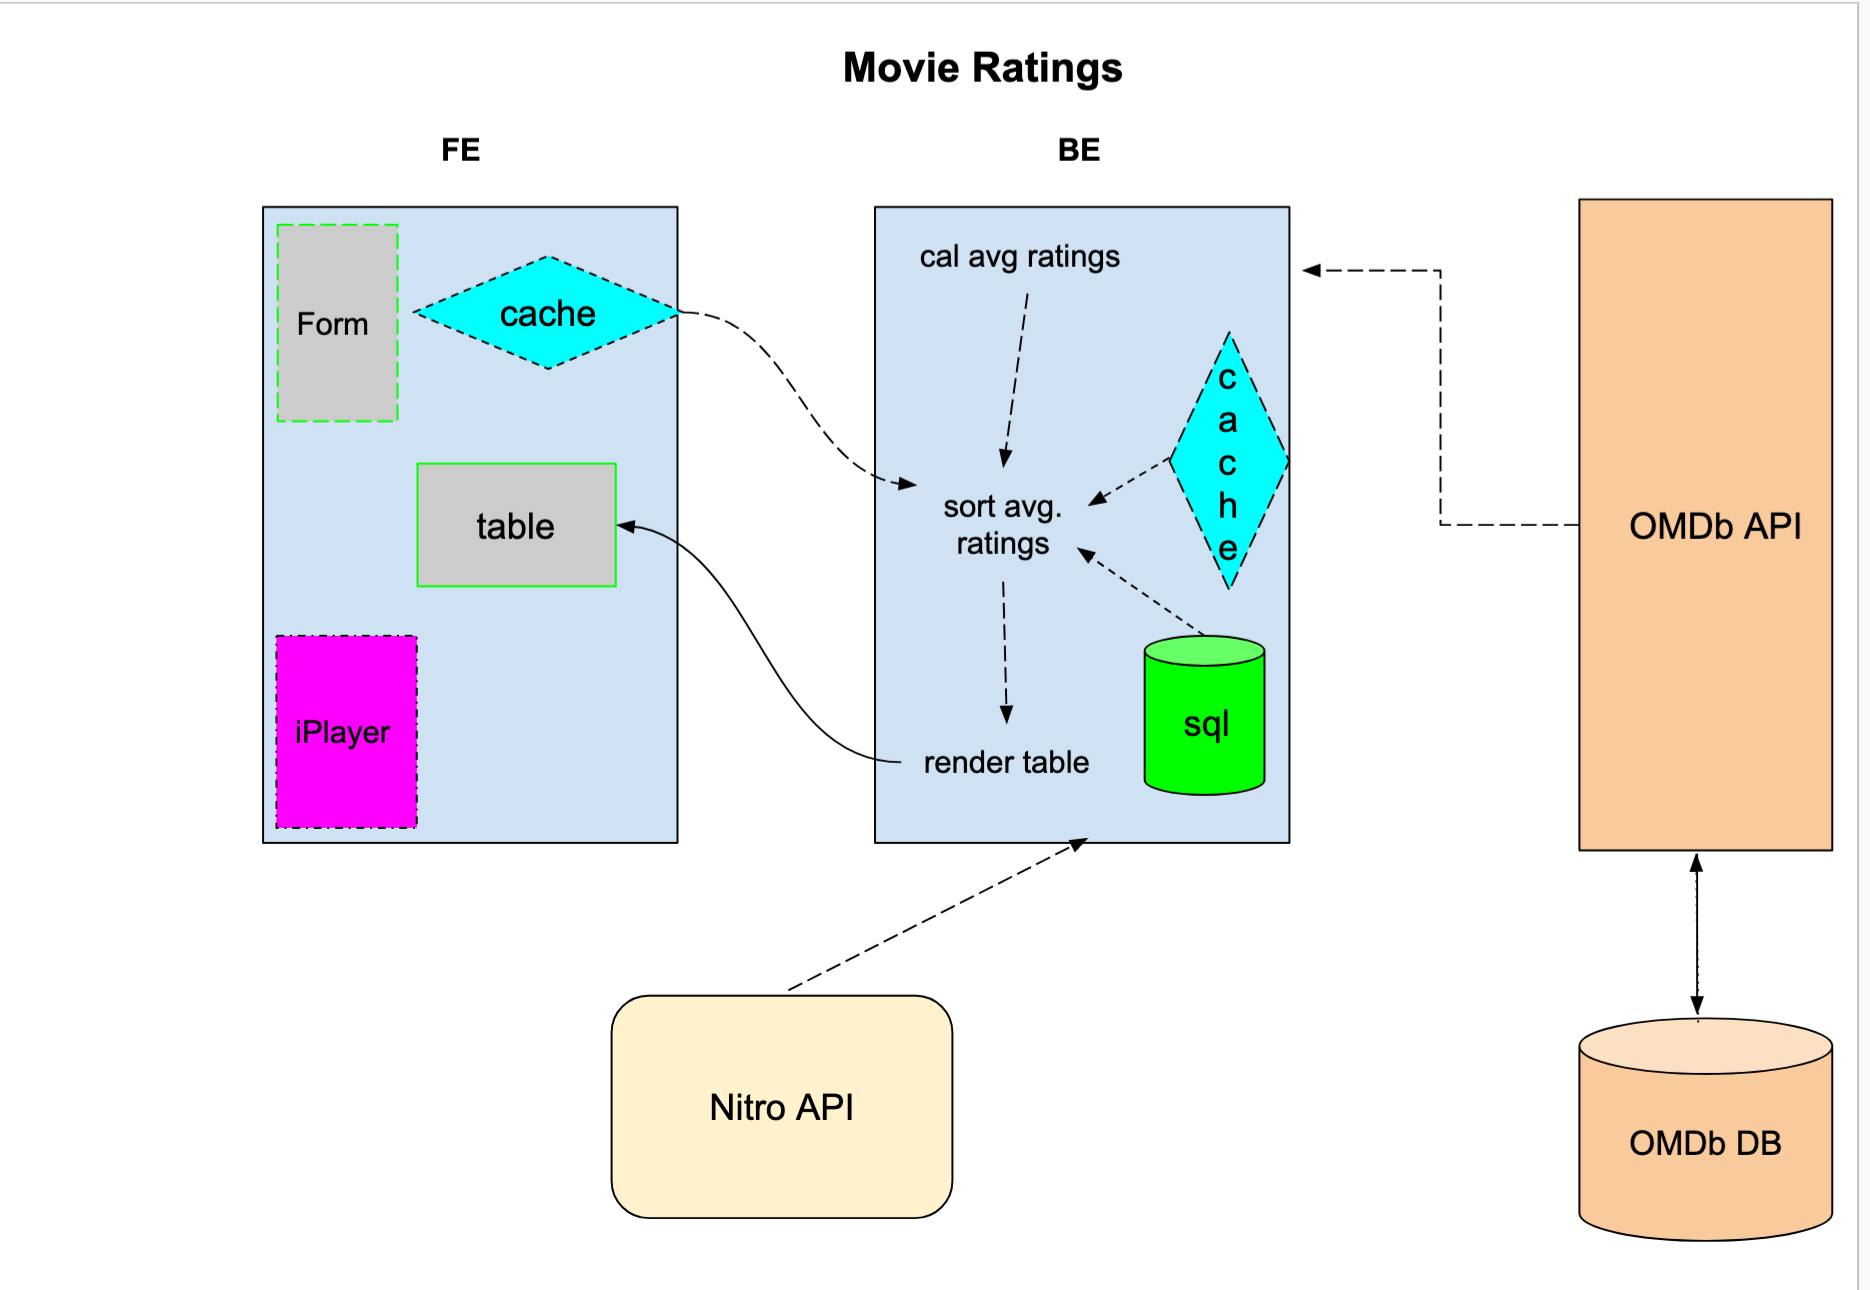 Movie Ratings
FE
BE
Form
cache
table
iPlayer
cal avg ratings
sort avg.
ratings
render table
c
a
c
h
e
sql
OMDb API
Nitro API
OMDb DB